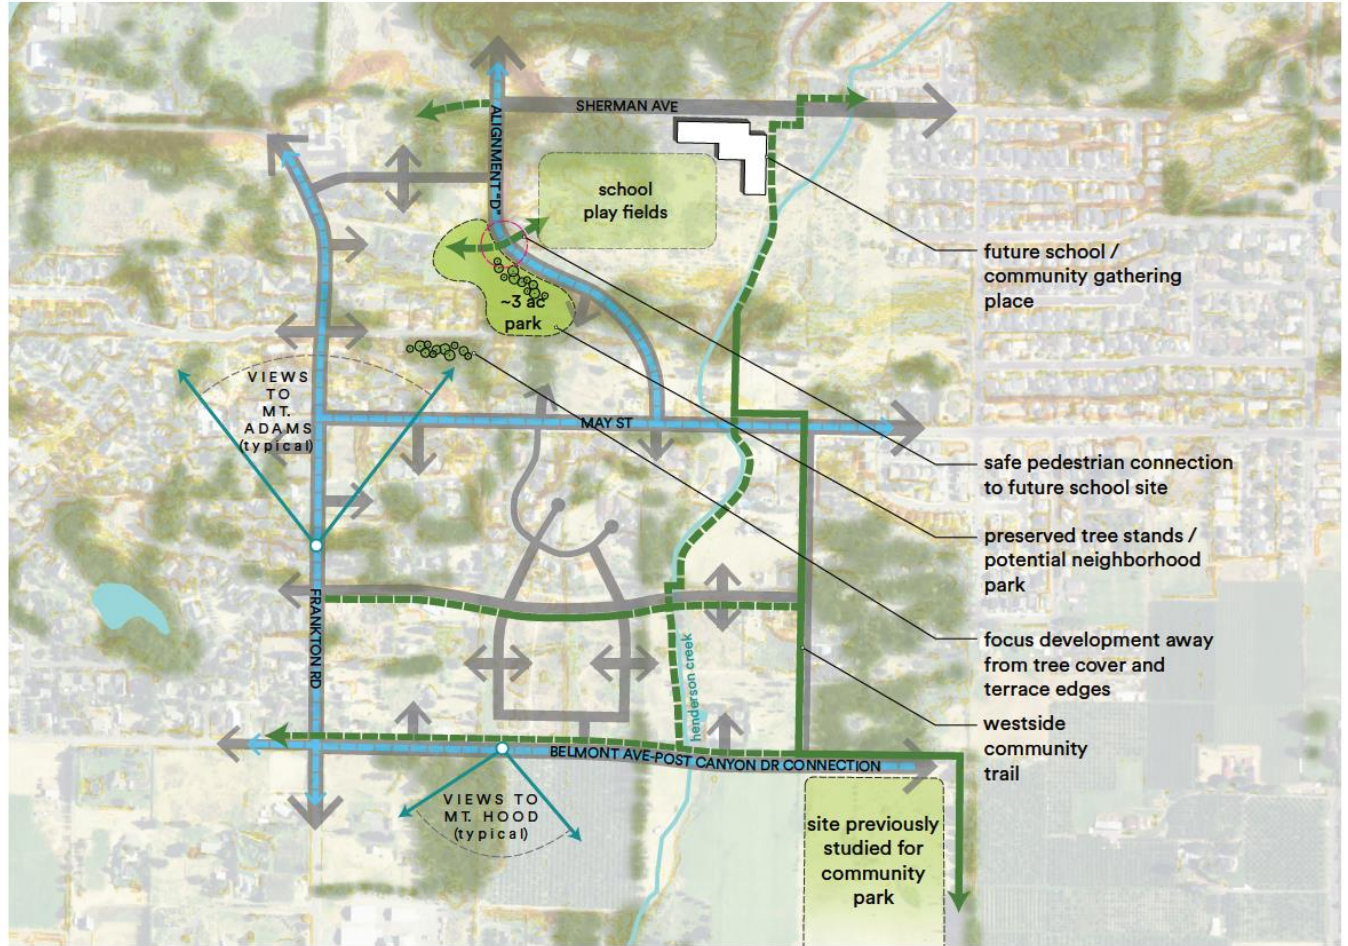 SHERMAN AVE
ALIGNMENT "D"
school
play fields
future school /
community gathering
place
~3 ac
park
VIEWS
TO
MT.
ADAMS
(typical)
MAY ST
safe pedestrian connection
to future school site
preserved tree stands /
potential neighborhood
park
FRANKTON RD
focus development away
from tree cover and
terrace edges
henderson creek
westside
community
trail
BELMONT AVE-POST CANYON DR CONNECTION
VIEWS TO
MT. HOOD
(typical)
site previously
studied for
community
park